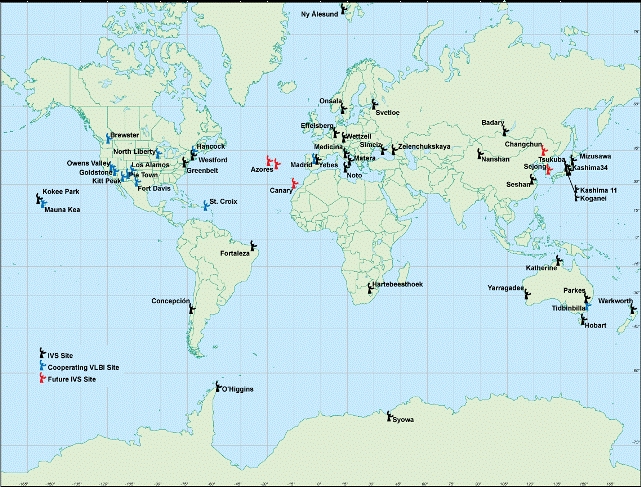 Ny Ålesund
Onsala
Svetloe
Effelsberg
Badary
Brewster
Wettzell
Hancock
Medicina
Simeiz
Zelenchukskaya
Changchun
North Liberty
Westford
Mizusawa
Tsukuba
Owens Valley
Los Alamos
Madrid
Yebes
Matera
Nanshan
Sejong
Kashima34
Goldstone
Greenbelt
Azores
Pie Town
Noto
Kitt Peak
Fort Davis
Canary
Seshan
Kashima 11
Kokee Park
Koganei
Mauna Kea
St. Croix
Fortaleza
Katherine
Hartebeesthoek
Yarragadee
Parkes
Concepción
Warkworth
Tidbinbilla
Hobart
IVS Site
Cooperating VLBI Site
Future IVS Site
O'Higgins
Syowa